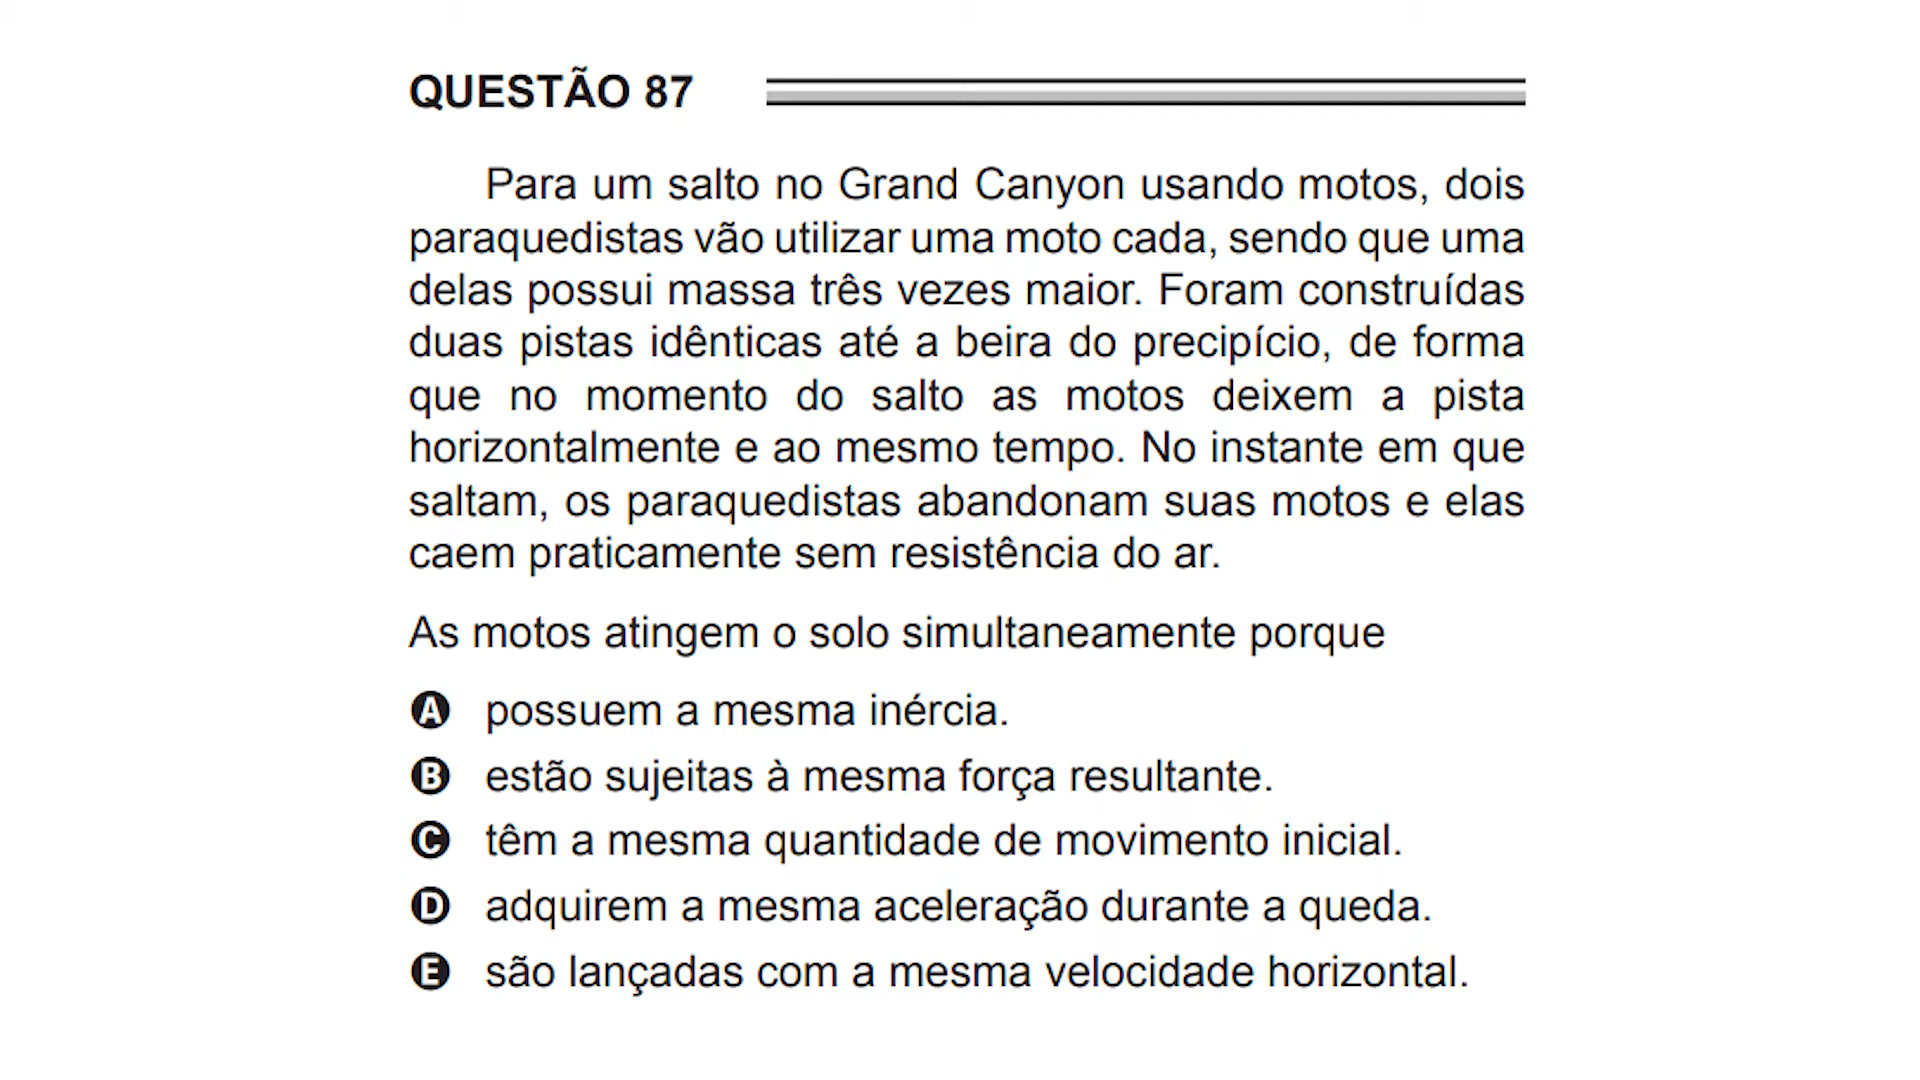 QUESTÃO 87
Para um salto no Grand Canyon usando motos, dois
paraquedistas vão utilizar uma moto cada, sendo que uma
delas possui massa três vezes maior. Foram construídas
duas pistas idênticas até a beira do precipício, de forma
que no momento do salto as motos deixem a pista
horizontalmente e ao mesmo tempo. No instante em que
saltam, os paraquedistas abandonam suas motos e elas
caem praticamente sem resistência do ar.
As motos atingem o solo simultaneamente porque
A possuem a mesma inércia.
B estão sujeitas à mesma força resultante.
C têm a mesma quantidade de movimento inicial.
D adquirem a mesma aceleração durante a queda.
E são lançadas com a mesma velocidade horizontal.